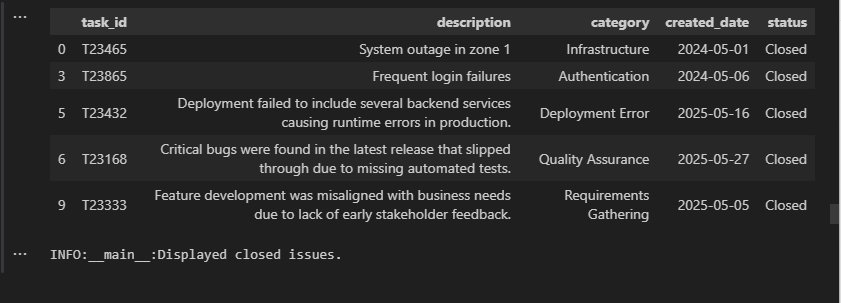 task_id description category created_date status
0 T23465 System outage in zone 1 Infrastructure 2024-05-01 Closed
3 T23865 Frequent login failures Authentication 2024-05-06 Closed
5 T23432 Deployment failed to include several backend services causing runtime errors in production. Deployment Error 2025-05-16 Closed
6 T23168 Critical bugs were found in the latest release that slipped through due to missing automated tests. Quality Assurance 2025-05-27 Closed
9 T23333 Feature development was misaligned with business needs due to lack of early stakeholder feedback. Requirements Gathering 2025-05-05 Closed
INFO:__main__:Displayed closed issues.